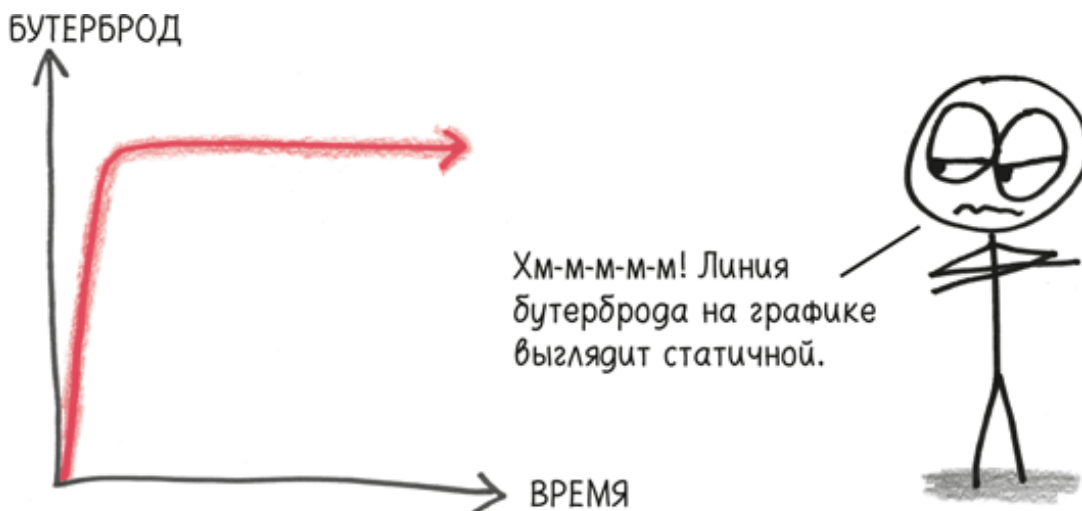 БУТЕРБРОД
Хм-м-м-м-м! Линия
бутерброда на графике
выглядит статичной.
ВРЕМЯ